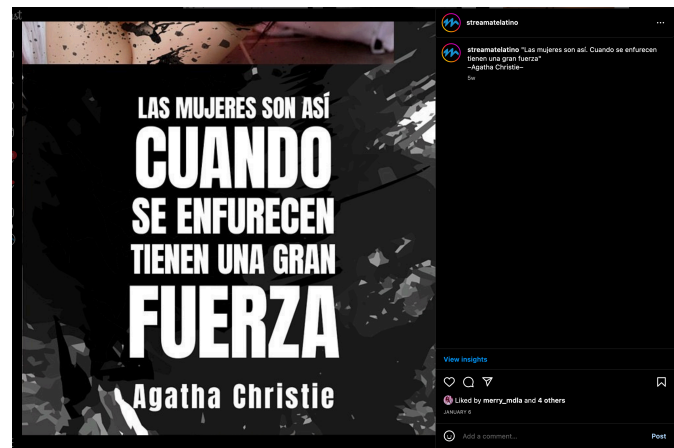 st
LAS MUJERES SON ASÍ
CUANDO
SE ENFURECEN
TIENEN UNA GRAN
FUERZA
Agatha Christie
streamatelatino
streamatelatino "Las mujeres son así. Cuando se enfurecen
tienen una gran fuerza"
~Agatha Christie~
5w
View insights
Liked by merry_mdla and 4 others
JANUARY 6
Add a comment...
Post